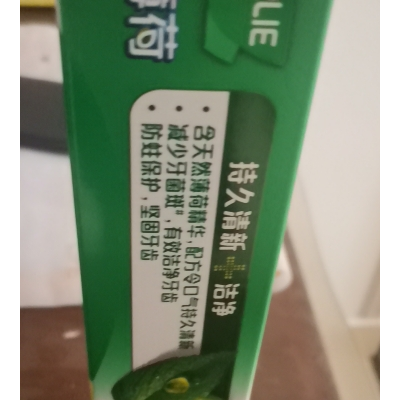 LIE
薄荷
持久清新+洁净
含天然薄荷精华,配方令口气持久清新
减少牙菌斑#,有效洁净牙齿
防蛀保护,坚固牙齿